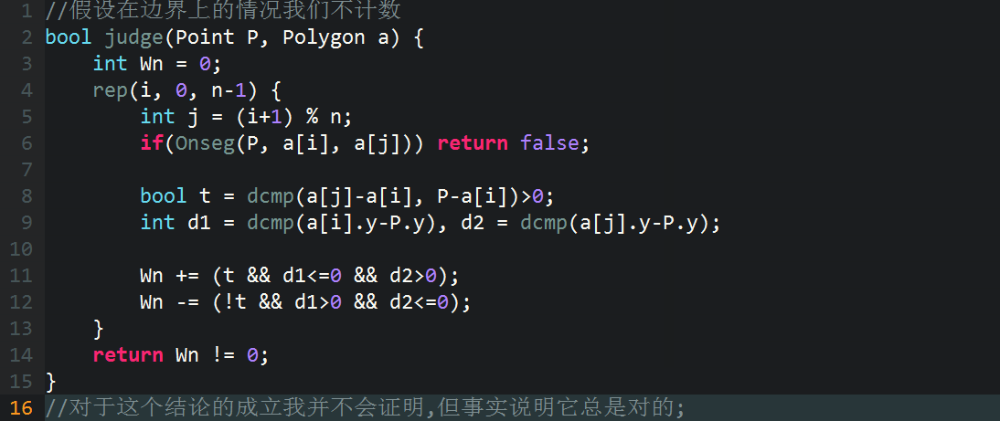 1 //假设在边界上的情况我们不计数
2 bool judge(Point P, Polygon a) {
3     int Wn = 0;
4     rep(i, 0, n-1) {
5         int j = (i+1) % n;
6         if(Onseg(P, a[i], a[j])) return false;
7
8         bool t = dcmp(a[j]-a[i], P-a[i])>0;
9         int d1 = dcmp(a[i].y-P.y), d2 = dcmp(a[j].y-P.y);
10
11         Wn += (t && d1<=0 && d2>0);
12         Wn -= (!t && d1>0 && d2<=0);
13     }
14     return Wn != 0;
15 }
16 //对于这个结论的成立我并不会证明,但事实说明它总是对的;